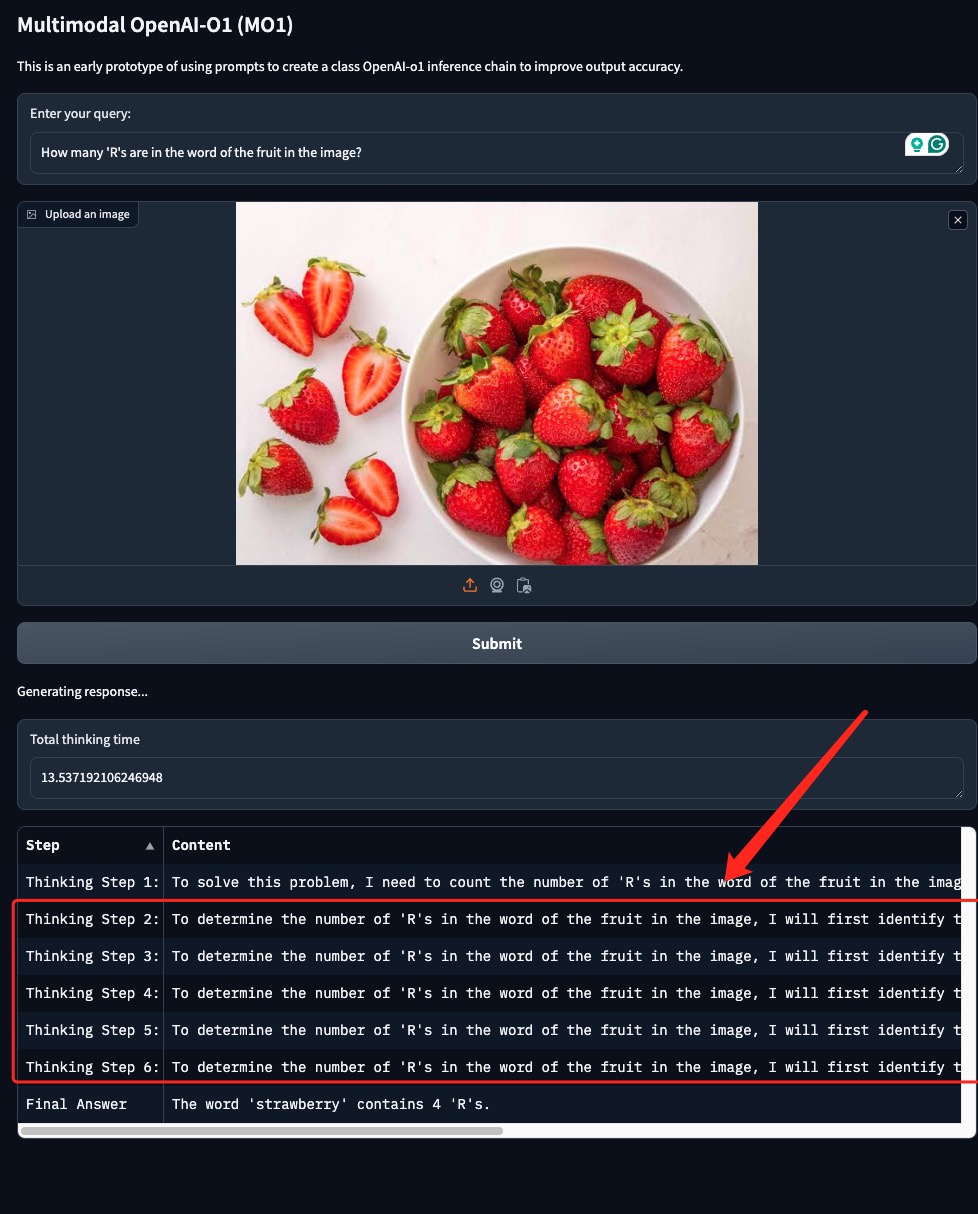 Multimodal OpenAI-O1 (MO1)
This is an early prototype of using prompts to create a class OpenAI-o1 inference chain to improve output accuracy.
Enter your query:
How many 'R's are in the word of the fruit in the image?
Upload an image
Submit
Generating response...
Total thinking time
13.537192106246948
Step Content
Thinking Step 1: To solve this problem, I need to count the number of 'R's in the word of the fruit in the imag
Thinking Step 2: To determine the number of 'R's in the word of the fruit in the image, I will first identify t
Thinking Step 3: To determine the number of 'R's in the word of the fruit in the image, I will first identify t
Thinking Step 4: To determine the number of 'R's in the word of the fruit in the image, I will first identify t
Thinking Step 5: To determine the number of 'R's in the word of the fruit in the image, I will first identify t
Thinking Step 6: To determine the number of 'R's in the word of the fruit in the image, I will first identify t
Final Answer The word 'strawberry' contains 4 'R's.